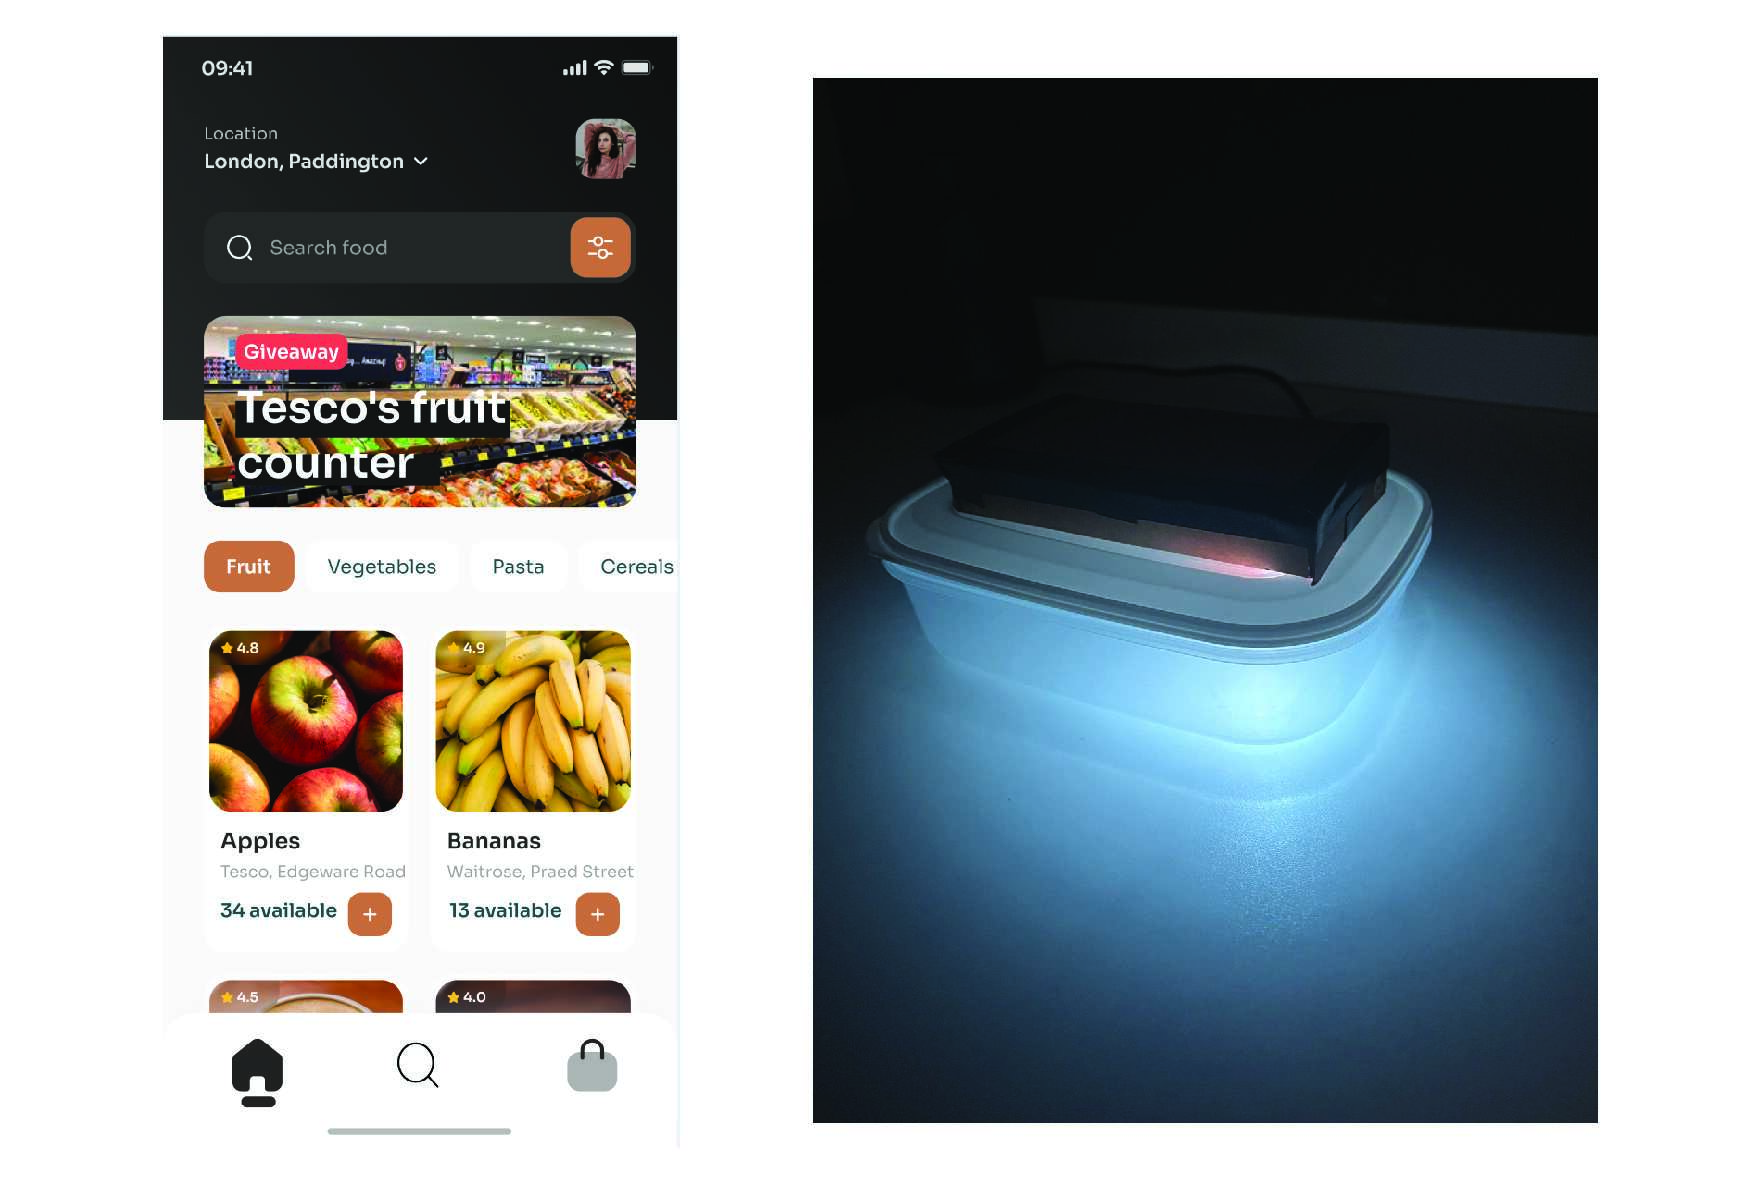 09:41
Location
London, Paddington
Search food
Giveaway
Tesco's fruit
counter
Fruit
Vegetables
Pasta
Cereals
4.8
4.9
Apples
Bananas
Tesco, Edgeware Road
Waitrose, Praed Street
34 available
13 available
4.5
4.0